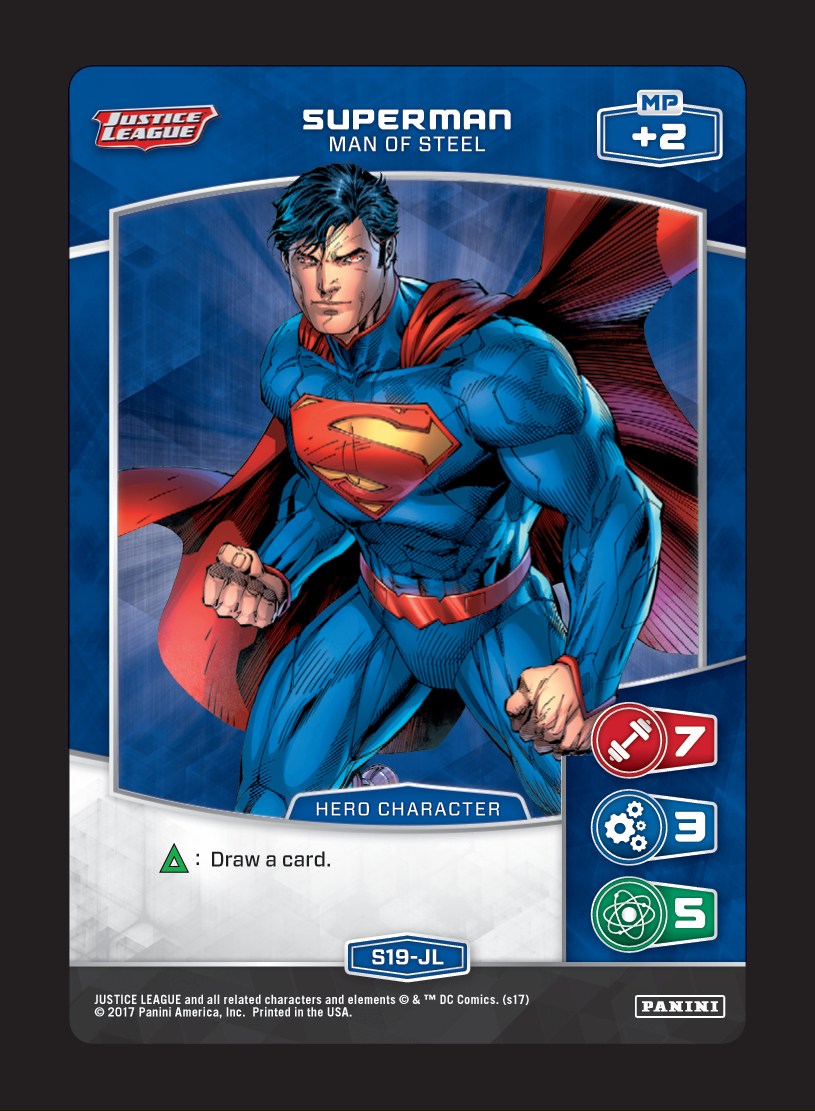 JUSTICE
LEAGUE
SUPERMAN
MAN OF STEEL
MP
+2
7
HERO CHARACTER
3
: Draw a card.
5
S19-JL
JUSTICE LEAGUE and all related characters and elements © & ™ DC Comics. (s17)
© 2017 Panini America, Inc. Printed in the USA.
PANINI